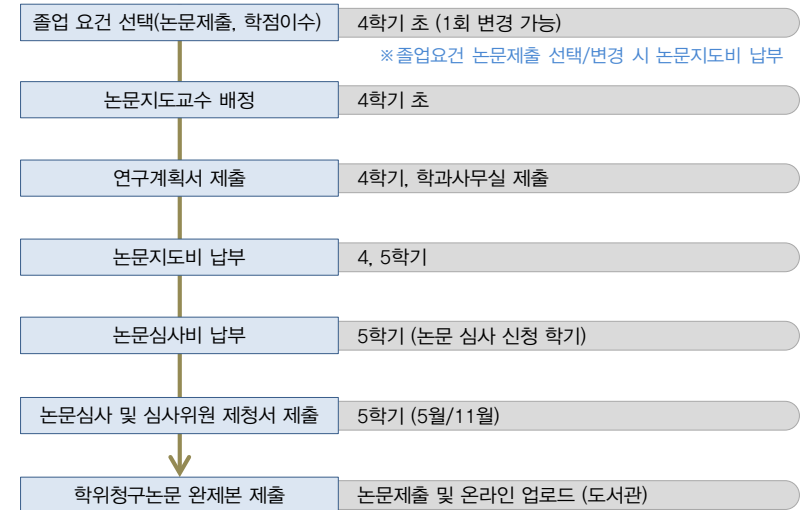 졸업 요건 선택(논문제출, 학점이수) 4학기 초 (1회 변경 가능)
※졸업요건 논문제출 선택/변경 시 논문지도비 납부
논문지도교수 배정 4학기 초
연구계획서 제출 4학기, 학과사무실 제출
논문지도비 납부 4, 5학기
논문심사비 납부 5학기 (논문 심사 신청 학기)
논문심사 및 심사위원 제청서 제출 5학기 (5월/11월)
학위청구논문 완제본 제출 논문제출 및 온라인 업로드 (도서관)